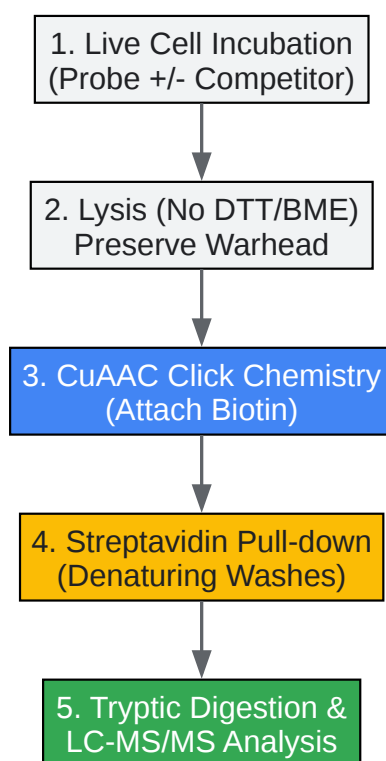 1. Live Cell Incubation
(Probe +/- Competitor)
2. Lysis (No DTT/BME)
Preserve Warhead
3. CuAAC Click Chemistry
(Attach Biotin)
4. Streptavidin Pull-down
(Denaturing Washes)
5. Tryptic Digestion &
LC-MS/MS Analysis